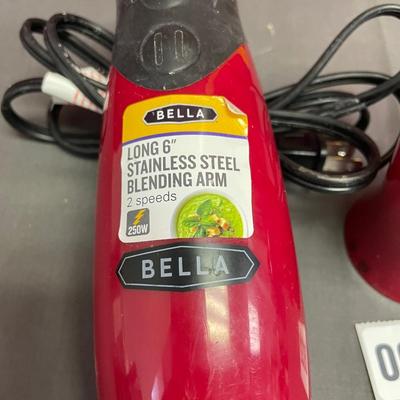 BELLA
LONG 6"
STAINLESS STEEL
BLENDING ARM
2 speeds
250W
BELLA